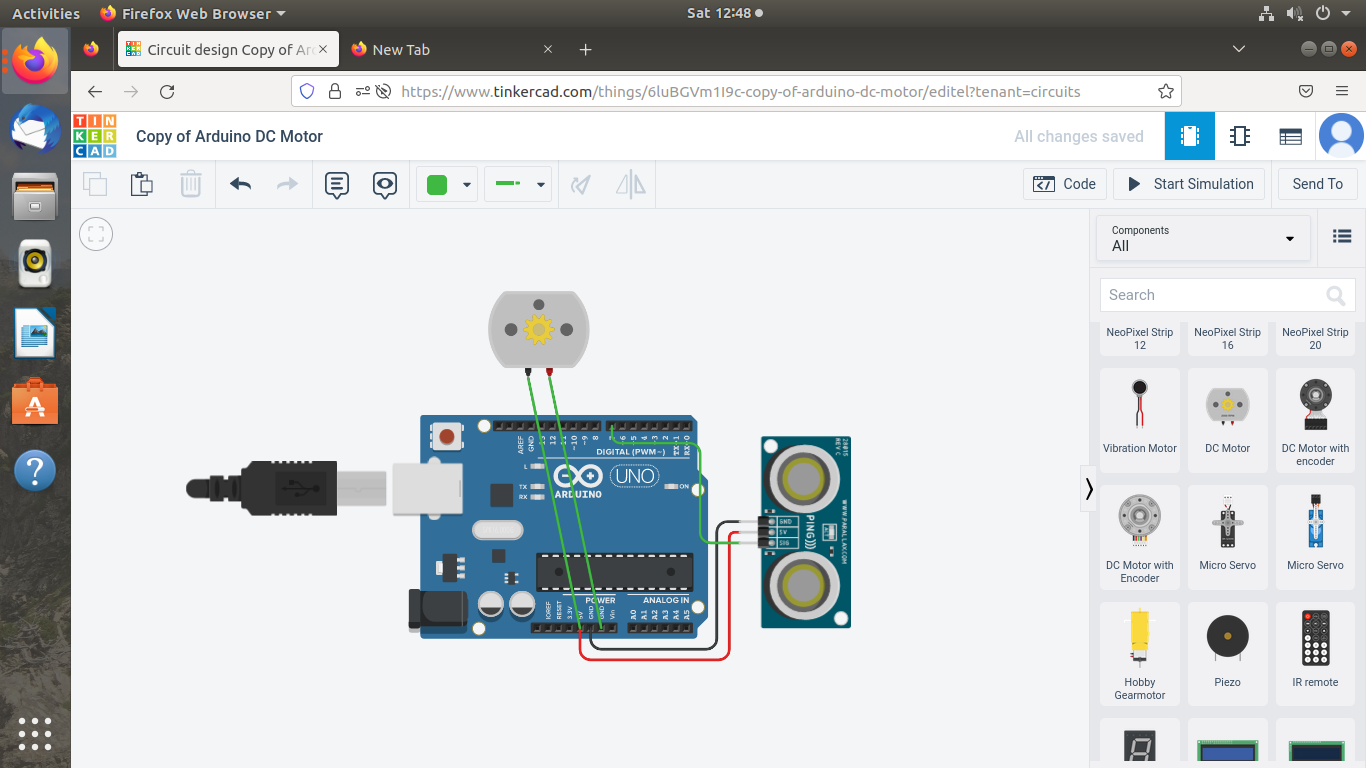 Activities
Firefox Web Browser
Sat 12:48
Circuit design Copy of Arc
New Tab
https://www.tinkercad.com/things/6luBGVm1I9c-copy-of-arduino-dc-motor/editel?tenant=circuits
TIN
KER
CAD
Copy of Arduino DC Motor
All changes saved
Code
Start Simulation
Send To
Components
All
Search
NeoPixel Strip 12
NeoPixel Strip 16
NeoPixel Strip 20
Vibration Motor
DC Motor
DC Motor with encoder
DC Motor with Encoder
Micro Servo
Micro Servo
Hobby Gearmotor
Piezo
IR remote
AREF
GND
12
~11
~10
~9
8
~6
~5
4
~3
2
TX→1
DIGITAL (PWM~)
L
TX
RX
ARDUINO
UNO
ON
IOREF
RESET
3.3V
5V
GND
GND
Vin
POWER
ANALOG IN
A0
A1
A2
A3
A4
A5
28015
REV C
WWW.PARALLAX.COM
PING)))
GND
5V
SIG